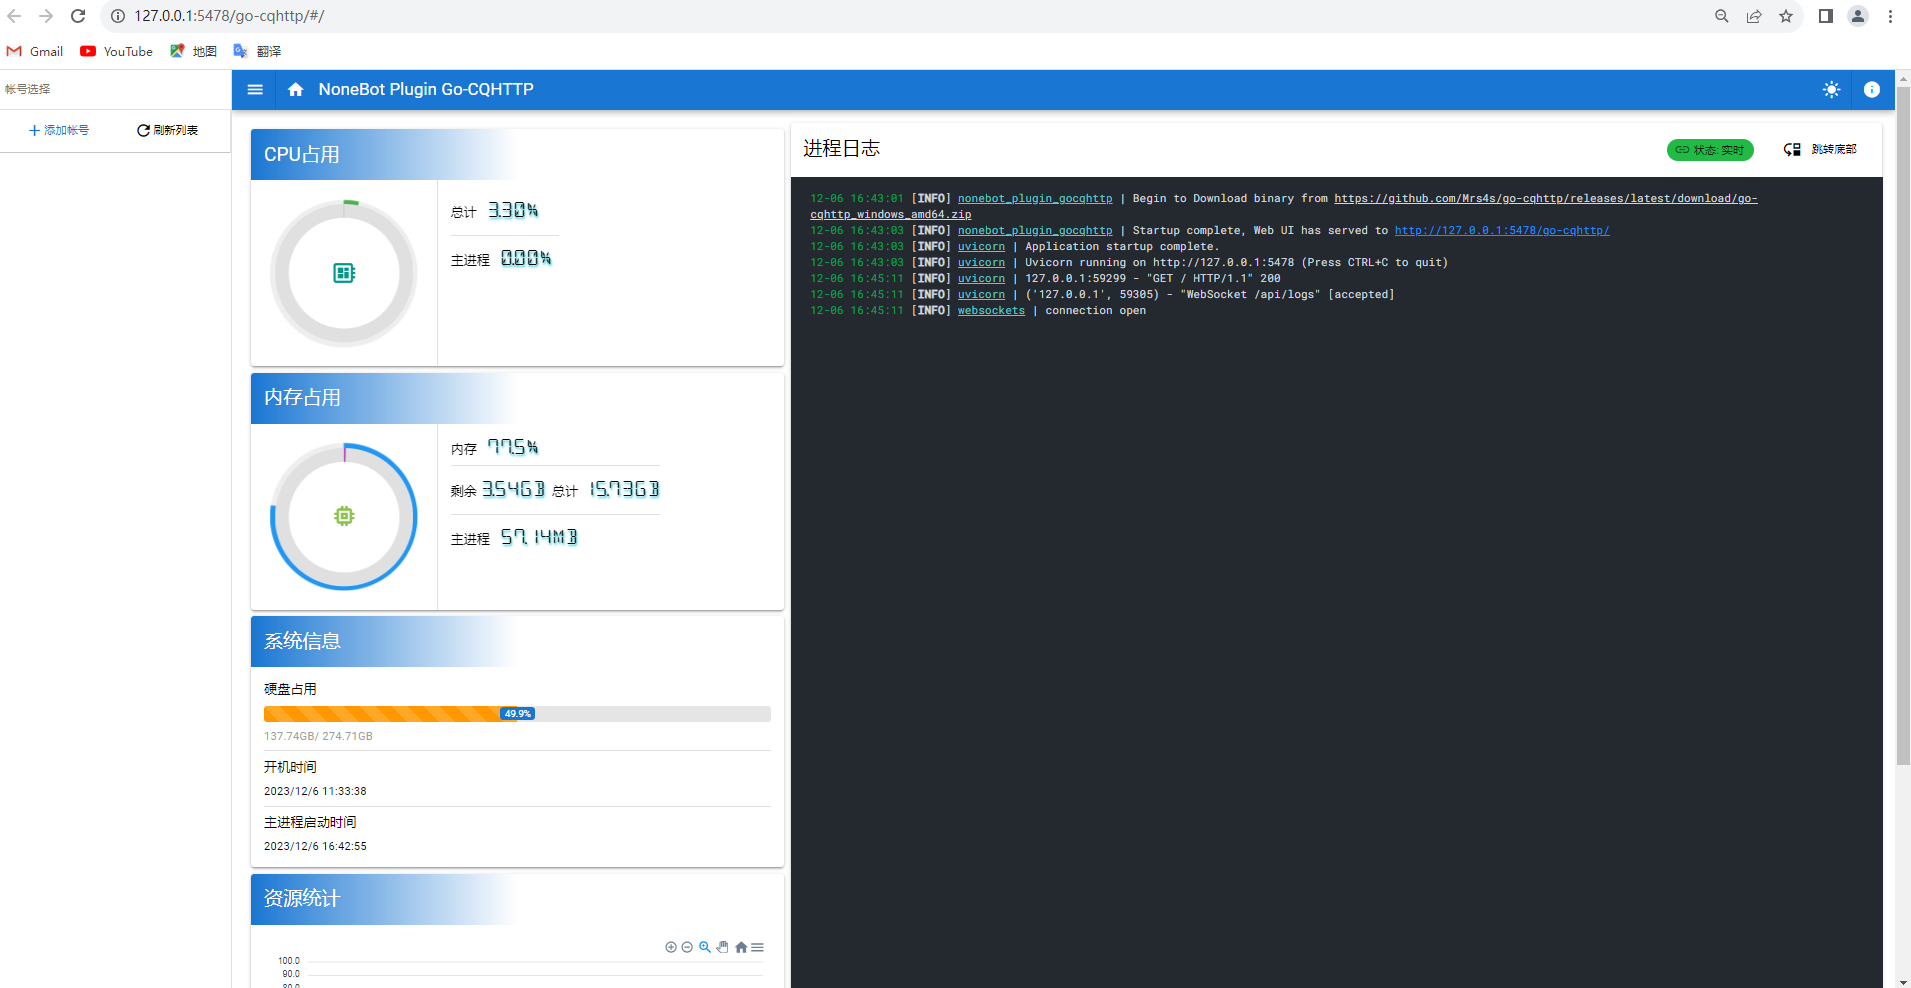 127.0.0.1:5478/go-cqhttp/#/
Gmail YouTube 地图 翻译
帐号选择
添加帐号 刷新列表
NoneBot Plugin Go-CQHTTP
CPU占用
总计 3.30%
主进程 0.00%
内存占用
内存 77.5%
剩余 3.54GB 总计 15.73GB
主进程 57.14MB
系统信息
硬盘占用
49.9%
137.74GB/ 274.71GB
开机时间
2023/12/6 11:33:38
主进程启动时间
2023/12/6 16:42:55
资源统计
100.0
90.0
80.0
进程日志
状态: 实时 跳转底部
12-06 16:43:01 [INFO] nonebot_plugin_gocqhttp | Begin to Download binary from https://github.com/Mrs4s/go-cqhttp/releases/latest/download/go-
cqhttp_windows_amd64.zip
12-06 16:43:03 [INFO] nonebot_plugin_gocqhttp | Startup complete, Web UI has served to http://127.0.0.1:5478/go-cqhttp/
12-06 16:43:03 [INFO] uvicorn | Application startup complete.
12-06 16:43:03 [INFO] uvicorn | Uvicorn running on http://127.0.0.1:5478 (Press CTRL+C to quit)
12-06 16:45:11 [INFO] uvicorn | 127.0.0.1:59299 - "GET / HTTP/1.1" 200
12-06 16:45:11 [INFO] uvicorn | ('127.0.0.1', 59305) - "WebSocket /api/logs" [accepted]
12-06 16:45:11 [INFO] websockets | connection open